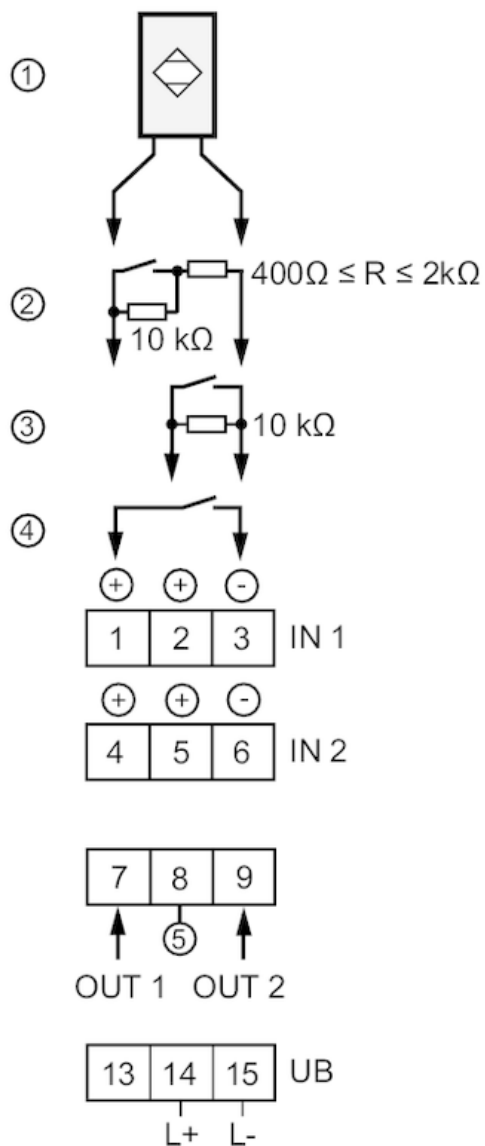 ①
② 400Ω ≤ R ≤ 2kΩ
10 kΩ
③ 10 kΩ
④
+ + -
1 2 3 IN 1
+ + -
4 5 6 IN 2
7 8 9
⑤
OUT 1 OUT 2
13 14 15 UB
L+ L-